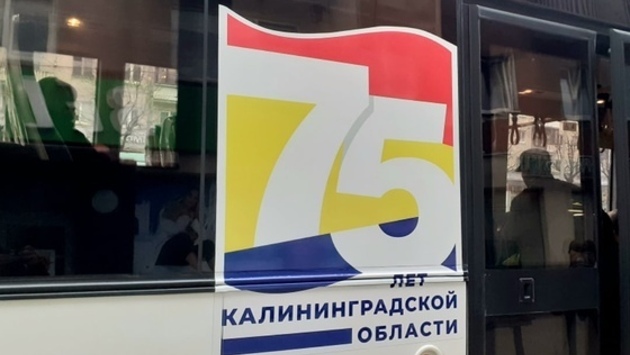 75
ЛЕТ
КАЛИНИНГРАДСКОЙ
ОБЛАСТИ